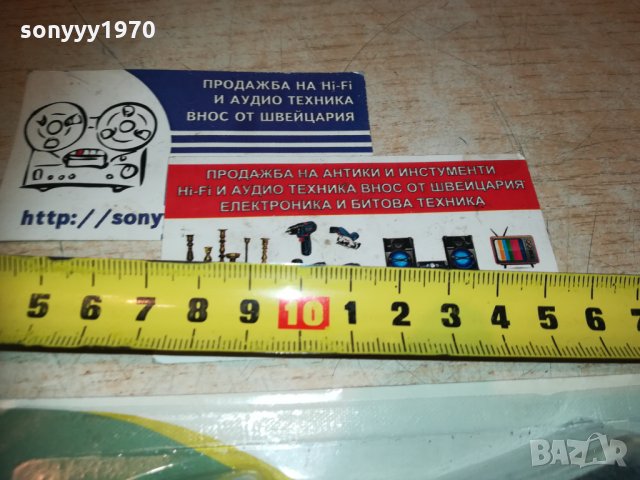 sonyyy1970
ПРОДАЖБА НА Hi-Fi
И АУДИО ТЕХНИКА
ВНОС ОТ ШВЕЙЦАРИЯ
http://sony
ПРОДАЖБА НА АНТИКИ И ИНСТУМЕНТИ
Hi-Fi И АУДИО ТЕХНИКА ВНОС ОТ ШВЕЙЦАРИЯ
ЕЛЕКТРОНИКА И БИТОВА ТЕХНИКА
5 6 7 8 9 10 1 2 3 4 5 6 7
BAZAR